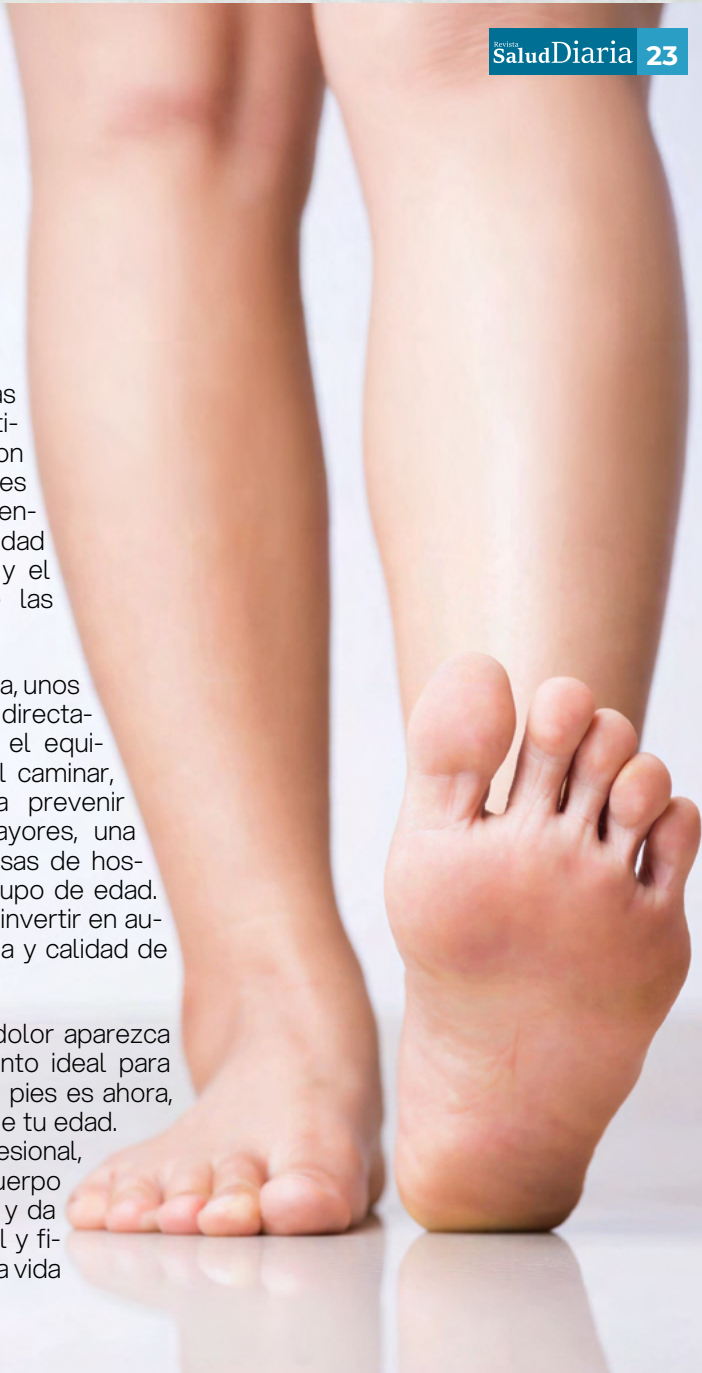 Revista
SaludDiaria 23
as
ti-
on
es
en-
dad
y el
las
a, unos
directa-
el equi-
l caminar,
a prevenir
ayores, una
sas de hos-
upo de edad.
invertir en au-
a y calidad de
dolor aparezca
nto ideal para
pies es ahora,
e tu edad.
esional,
uerpo
y da
l y fi-
a vida